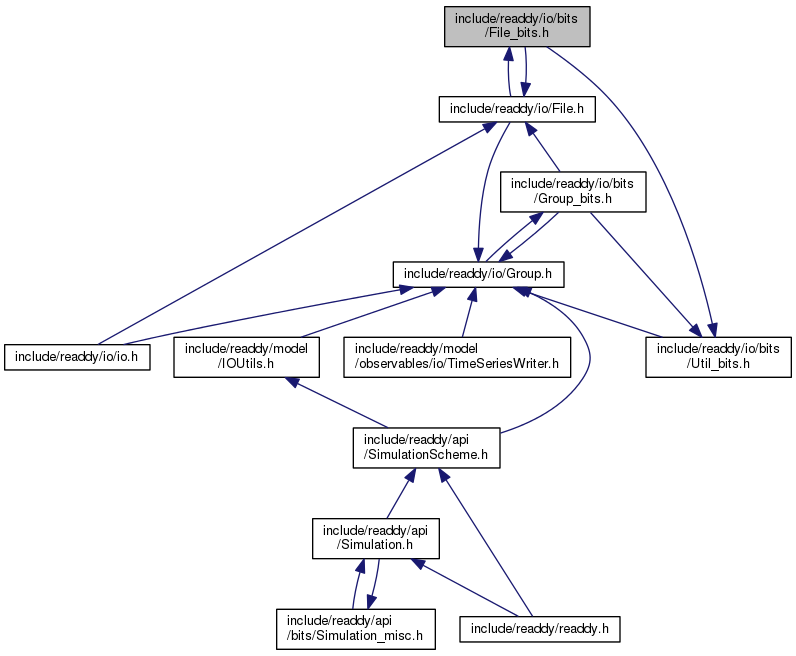 include/readdy/io/bits
/File_bits.h
include/readdy/io/File.h
include/readdy/io/bits
/Group_bits.h
include/readdy/io/Group.h
include/readdy/io/io.h
include/readdy/model
/IOUtils.h
include/readdy/model
/observables/io/TimeSeriesWriter.h
include/readdy/io/bits
/Util_bits.h
include/readdy/api
/SimulationScheme.h
include/readdy/api
/Simulation.h
include/readdy/api
/bits/Simulation_misc.h
include/readdy/readdy.h